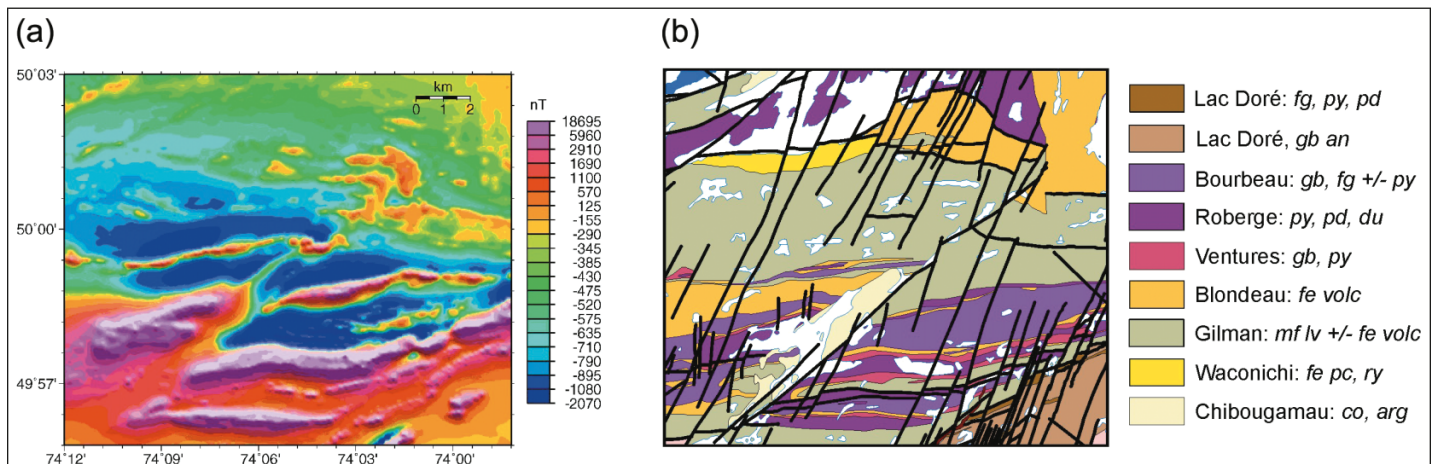 (a)
50°03'
km
0 1 2
50°00'
49°57'
74°12' 74°09' 74°06' 74°03' 74°00'
nT
18695
5960
2910
1690
1100
570
125
-155
-290
-345
-385
-430
-475
-520
-575
-635
-710
-790
-895
-1080
-2070
(b)
Lac Doré: fg, py, pd
Lac Doré, gb an
Bourbeau: gb, fg +/- py
Roberge: py, pd, du
Ventures: gb, py
Blondeau: fe volc
Gilman: mf lv +/- fe volc
Waconichi: fe pc, ry
Chibougamau: co, arg